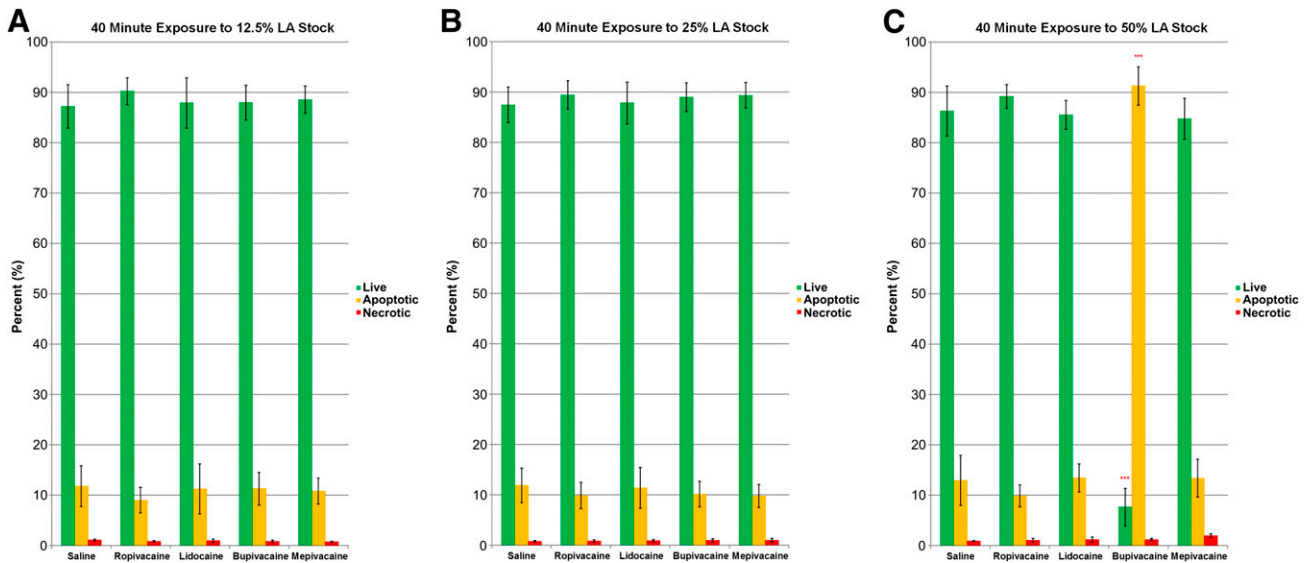 A
40 Minute Exposure to 12.5% LA Stock
Percent (%)
100
90
80
70
60
50
40
30
20
10
0
Saline Ropivacaine Lidocaine Bupivacaine Mepivacaine
Live
Apoptotic
Necrotic
B
40 Minute Exposure to 25% LA Stock
Percent (%)
100
90
80
70
60
50
40
30
20
10
0
Saline Ropivacaine Lidocaine Bupivacaine Mepivacaine
Live
Apoptotic
Necrotic
C
40 Minute Exposure to 50% LA Stock
Percent (%)
100
90
80
70
60
50
40
30
20
10
0
***
***
Saline Ropivacaine Lidocaine Bupivacaine Mepivacaine
Live
Apoptotic
Necrotic